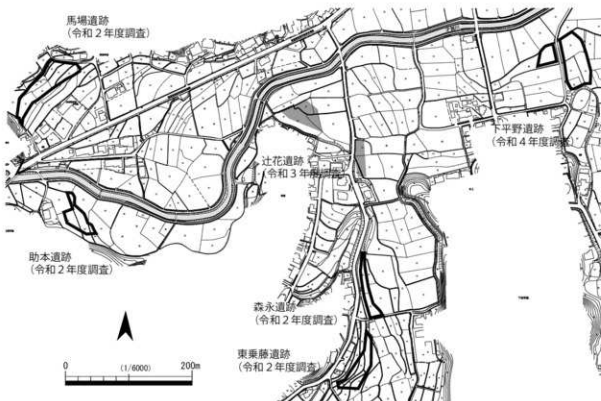 馬場遺跡
（令和２年度調査）
下平野遺跡
（令和４年度調査）
辻花遺跡
（令和３年度調査）
助本遺跡
（令和２年度調査）
森永遺跡
（令和２年度調査）
東乗藤遺跡
（令和２年度調査）
0 (1/6000) 200m